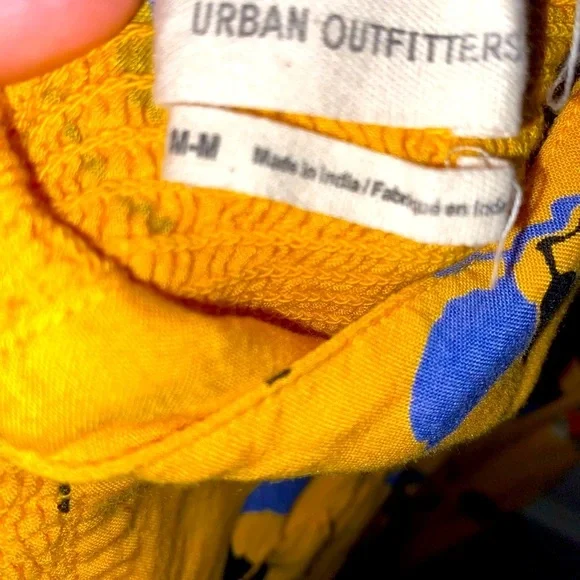 URBAN OUTFITTERS
M-M
Made in India/Fabriqué en Inde